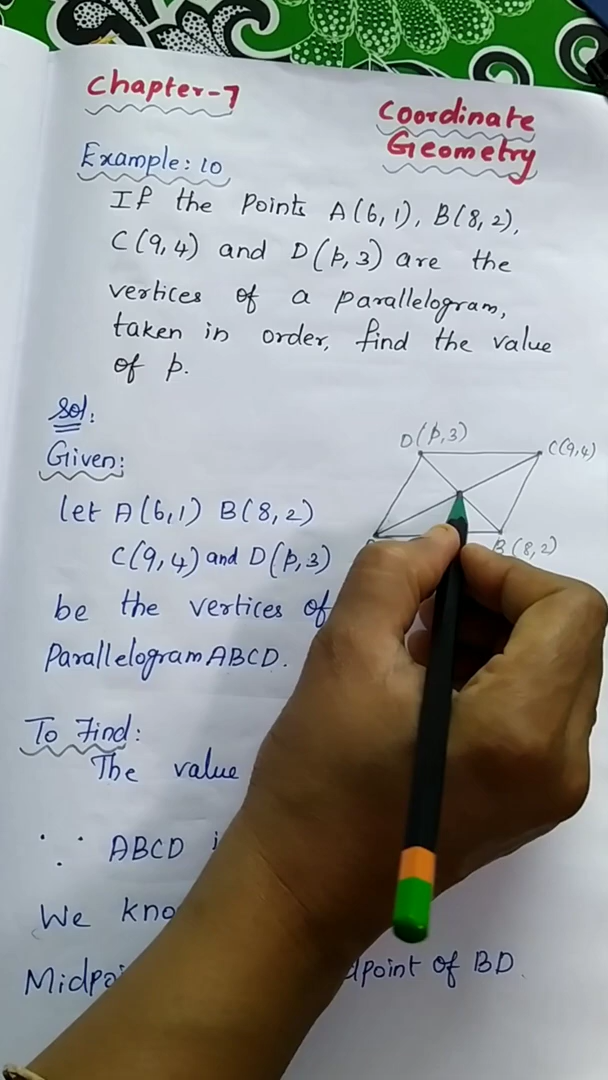 Chapter-7
Coordinate
Geometry
Example: 10
If the points A(6,1), B(8,2),
C(9,4) and D(p,3) are the
vertices of a parallelogram,
taken in order, find the value
of p.
Sol:
Given:
let A(6,1) B(8,2)
C(9,4) and D(p,3)
be the vertices of
Parallelogram ABCD.
D(p,3)
C(9,4)
B(8,2)
To Find:
The value
∵ ABCD
We
Midpoint of BD.